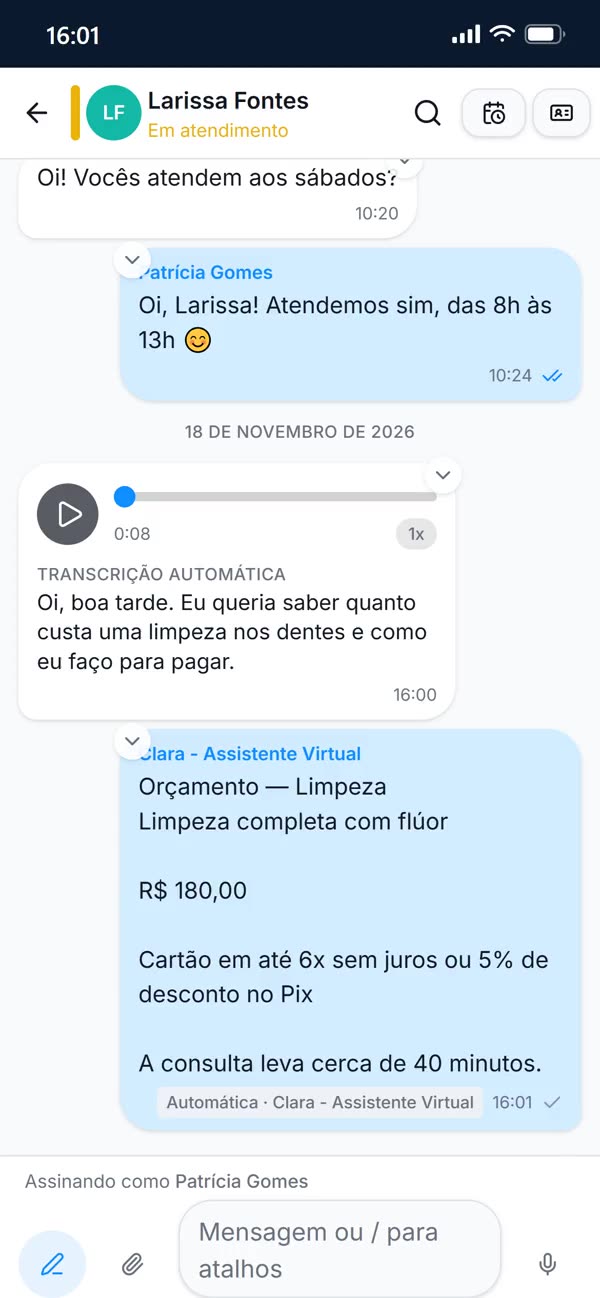 16:01
LF
Larissa Fontes
Em atendimento
Oi! Vocês atendem aos sábados?
10:20
Patrícia Gomes
Oi, Larissa! Atendemos sim, das 8h às
13h 😊
10:24
18 DE NOVEMBRO DE 2026
0:08
1x
TRANSCRIÇÃO AUTOMÁTICA
Oi, boa tarde. Eu queria saber quanto
custa uma limpeza nos dentes e como
eu faço para pagar.
16:00
Clara - Assistente Virtual
Orçamento — Limpeza
Limpeza completa com flúor
R$ 180,00
Cartão em até 6x sem juros ou 5% de
desconto no Pix
A consulta leva cerca de 40 minutos.
Automática · Clara - Assistente Virtual 16:01
Assinando como Patrícia Gomes
Mensagem ou / para
atalhos